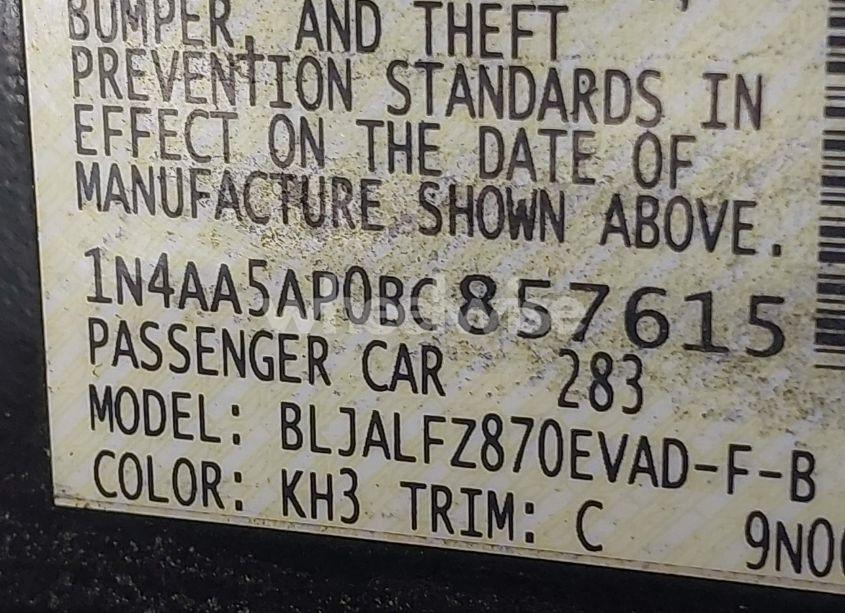 BUMPER, AND THEFT
PREVENTION STANDARDS IN
EFFECT ON THE DATE OF
MANUFACTURE SHOWN ABOVE.
1N4AA5AP0BC857615
PASSENGER CAR 283
MODEL: BLJALFZ870EVAD-F-B
COLOR: KH3 TRIM: C 9N0